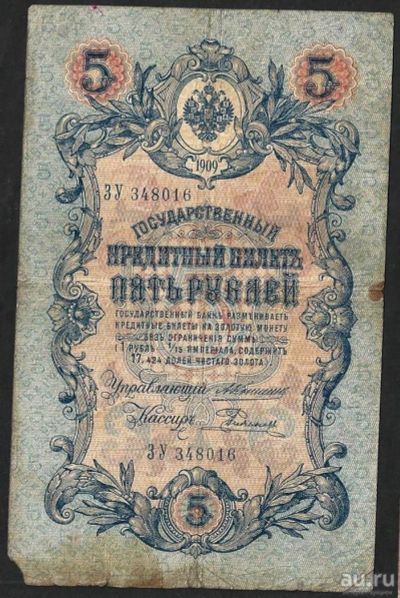 5 5
1909
ЗУ 348016
ГОСУДАРСТВЕННЫЙ
КРЕДИТНЫЙ БИЛЕТЪ
ПЯТЬ РУБЛЕЙ
ГОСУДАРСТВЕННЫЙ БАНКЪ РАЗМѢНИВАЕТЪ
КРЕДИТНЫЕ БИЛЕТЫ НА ЗОЛОТУЮ МОНЕТУ
БЕЗЪ ОГРАНИЧЕНІЯ СУММЫ
(1 РУБЛЬ = 1/15 ИМПЕРІАЛА, СОДЕРЖИТЪ
17,424 ДОЛЕЙ ЧИСТАГО ЗОЛОТА)
Управляющій
Кассиръ
ЗУ 348016
5
au.ru